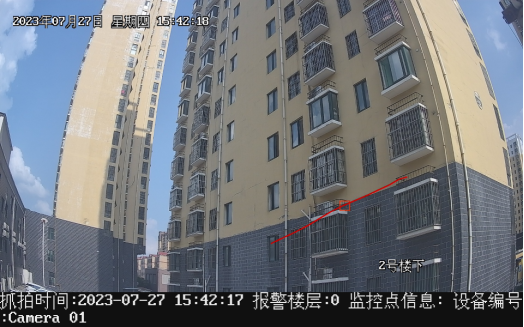 2023年07月27日 星期四 15:42:18
2号楼下
抓拍时间:2023-07-27 15:42:17 报警楼层:0 监控点信息: 设备编号
:Camera 01